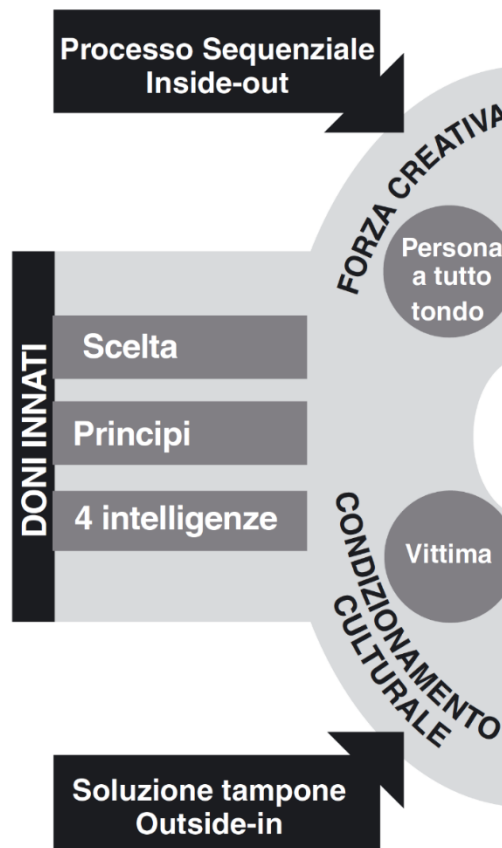 Processo Sequenziale
Inside-out
FORZA CREATIVA
Persona
a tutto
tondo
DONI INNATI
Scelta
Principi
4 intelligenze
Vittima
CONDIZIONAMENTO
CULTURALE
Soluzione tampone
Outside-in